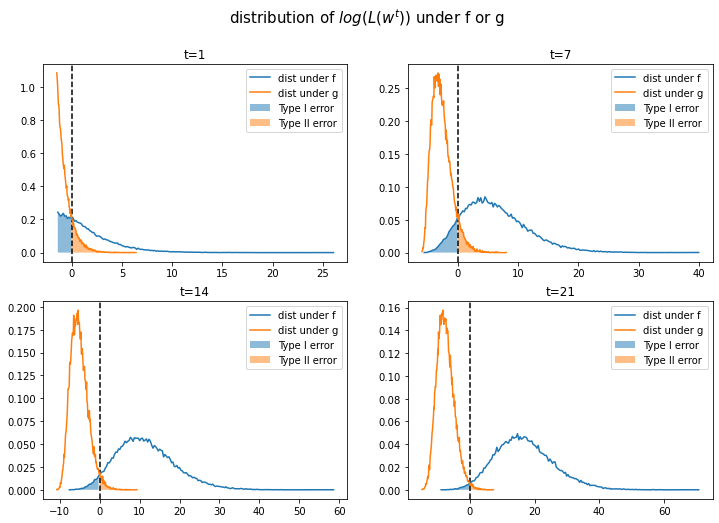 distribution of log(L(w^t)) under f or g
t=1
1.0
0.8
0.6
0.4
0.2
0.0
0 5 10 15 20 25
dist under f
dist under g
Type I error
Type II error
t=7
0.25
0.20
0.15
0.10
0.05
0.00
0 10 20 30 40
dist under f
dist under g
Type I error
Type II error
t=14
0.200
0.175
0.150
0.125
0.100
0.075
0.050
0.025
0.000
−10 0 10 20 30 40 50 60
dist under f
dist under g
Type I error
Type II error
t=21
0.16
0.14
0.12
0.10
0.08
0.06
0.04
0.02
0.00
0 20 40 60
dist under f
dist under g
Type I error
Type II error